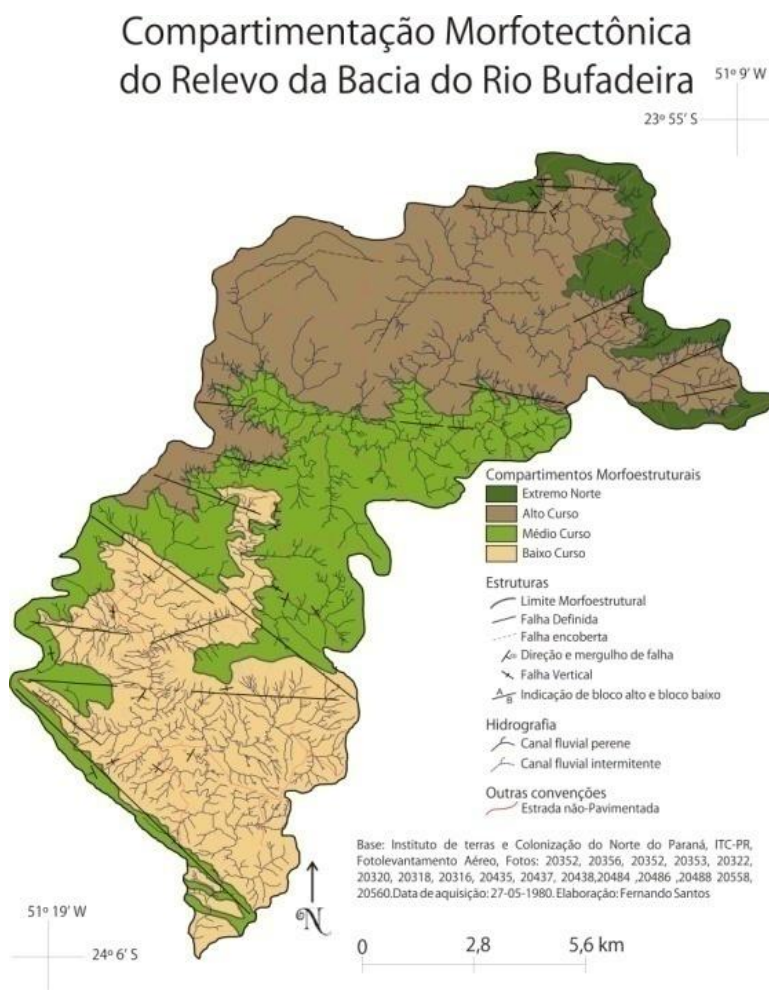 Compartimentação Morfotectônica
do Relevo da Bacia do Rio Bufadeira
51º 9' W
23º 55' S
Compartimentos Morfoestruturais
Extremo Norte
Alto Curso
Médio Curso
Baixo Curso
Estruturas
Limite Morfoestrutural
Falha Definida
Falha encoberta
Direção e mergulho de falha
Falha Vertical
A
B
Indicação de bloco alto e bloco baixo
Hidrografia
Canal fluvial perene
Canal fluvial intermitente
Outras convenções
Estrada não-Pavimentada
Base: Instituto de terras e Colonização do Norte do Paraná, ITC-PR,
Fotolevantamento Aéreo, Fotos: 20352, 20356, 20352, 20353, 20322,
20320, 20318, 20316, 20435, 20437, 20438,20484 ,20486 ,20488 20558,
20560.Data de aquisição: 27-05-1980. Elaboração: Fernando Santos
N
51º 19' W
24º 6' S
0 2,8 5,6 km